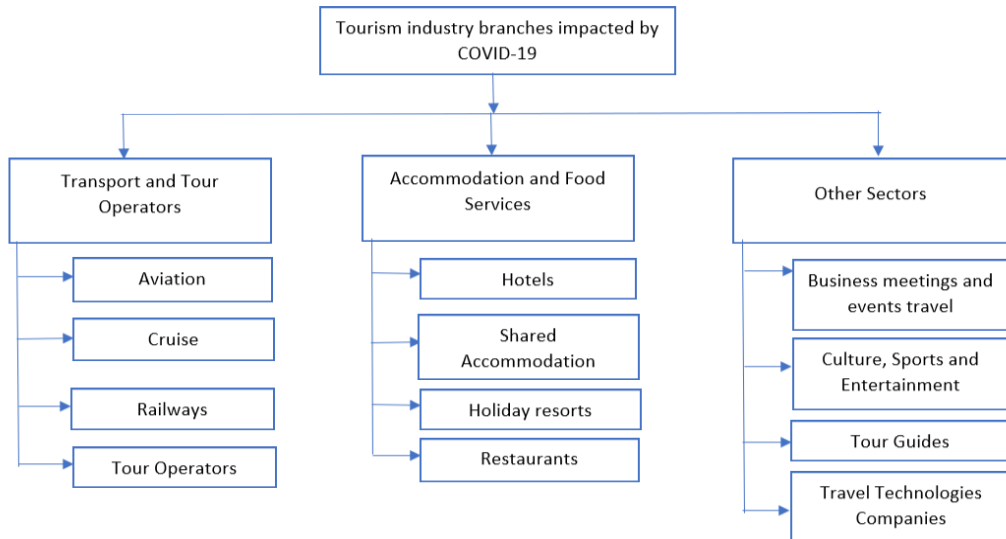 Tourism industry branches impacted by
COVID-19
Transport and Tour
Operators
Aviation
Cruise
Railways
Tour Operators
Accommodation and Food
Services
Hotels
Shared
Accommodation
Holiday resorts
Restaurants
Other Sectors
Business meetings and
events travel
Culture, Sports and
Entertainment
Tour Guides
Travel Technologies
Companies